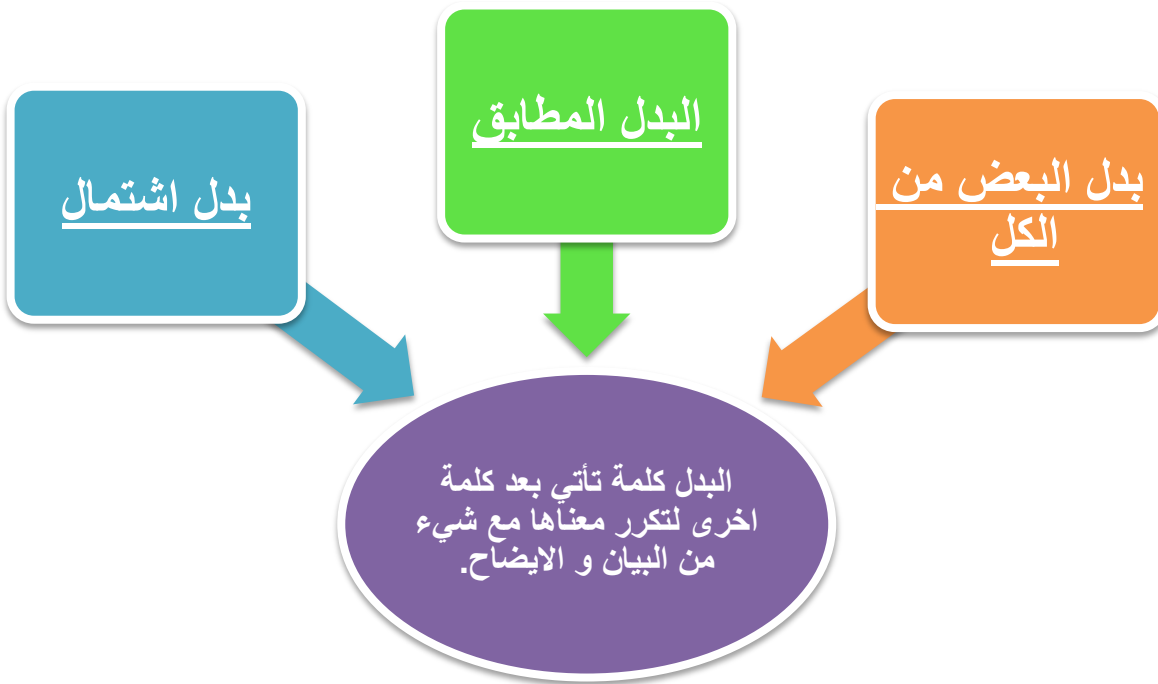 البدل المطابق
بدل البعض من
الكل
بدل اشتمال
البدل كلمة تأتي بعد كلمة
اخرى لتكرر معناها مع شيء
من البيان و الايضاح.